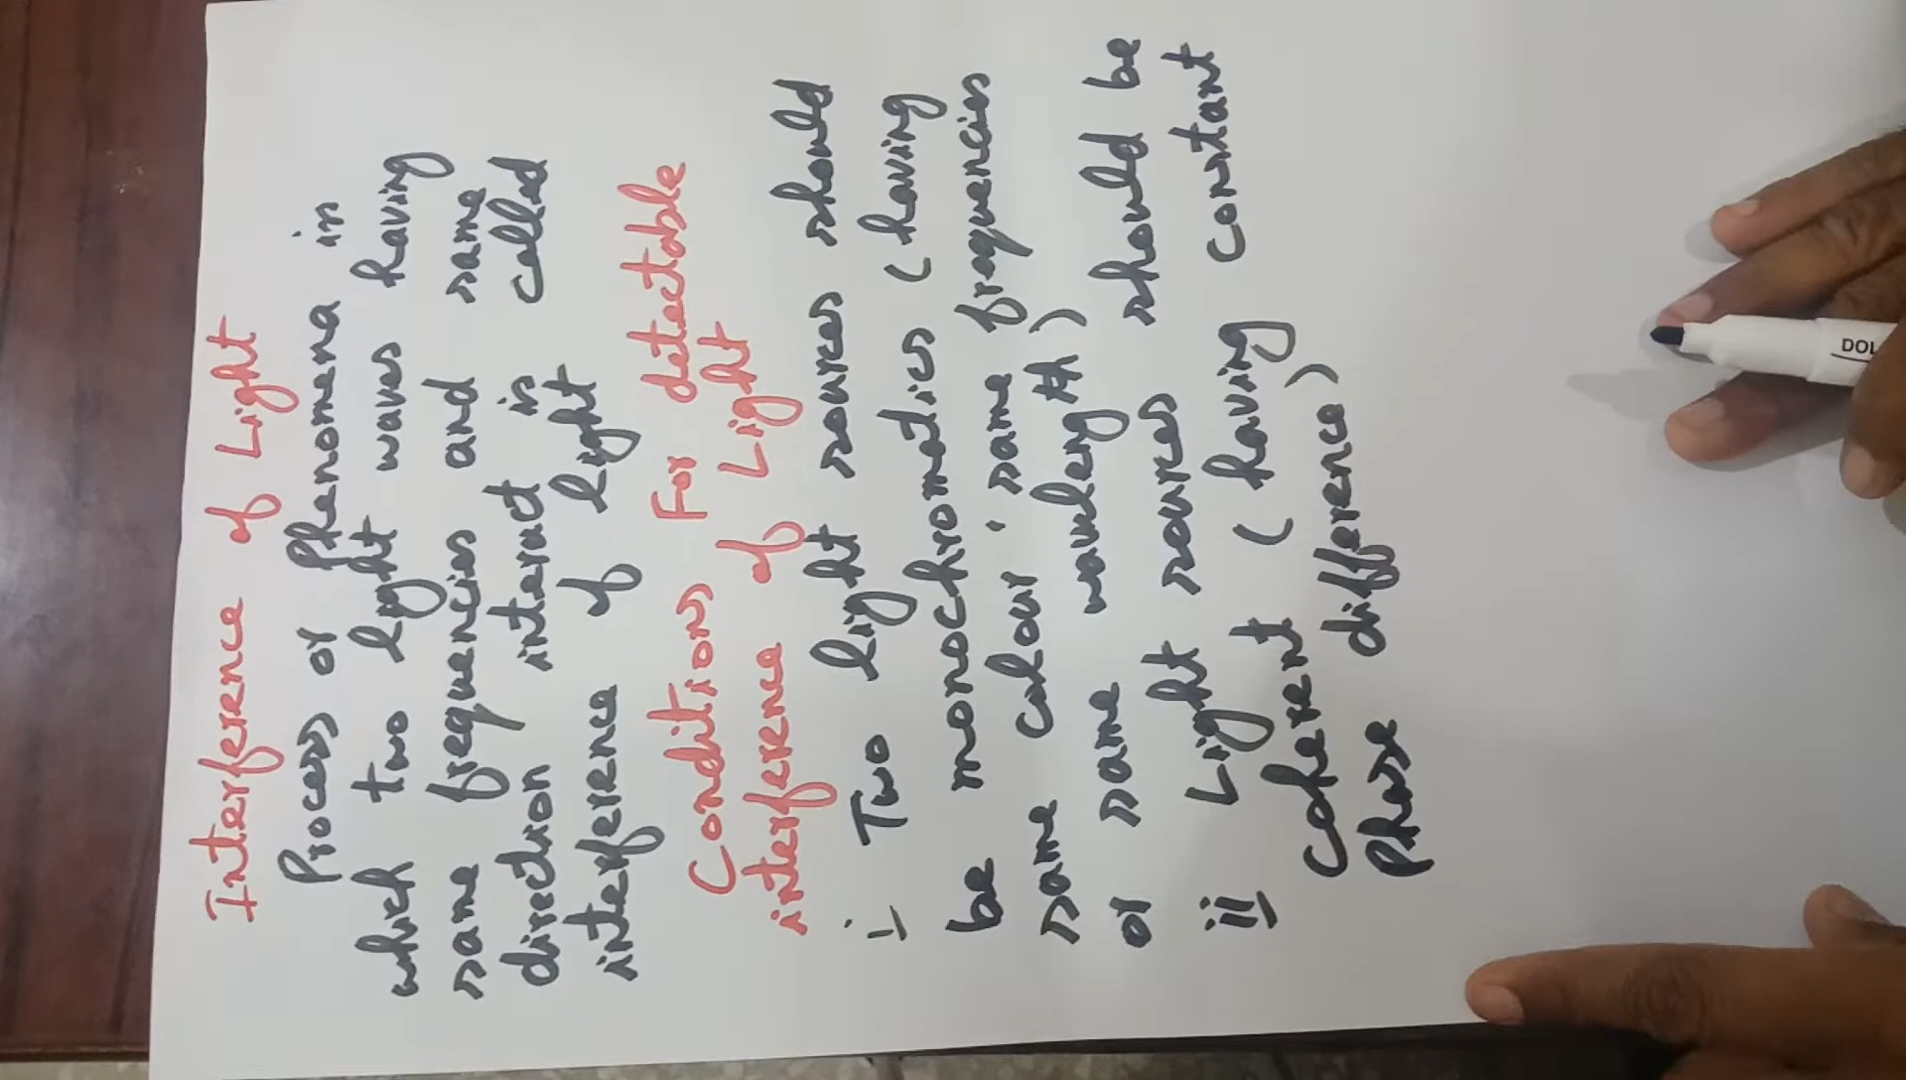 Interference of Light
Process or Phenomena in
which two light waves having
same frequencies and same
direction interact is called
interference of light
Conditions For detectable
interference of Light
i Two light sources should
be monochromatics (having
same colour, same frequencies
or same wavelength)
ii Light sources should be
Coherent (having constant
Phase difference)
DOL